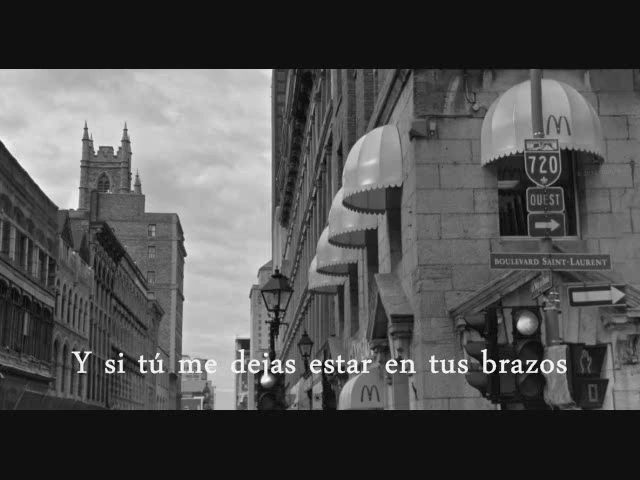 720
OUEST
BOULEVARD SAINT-LAURENT
Y si tú me dejas estar en tus brazos